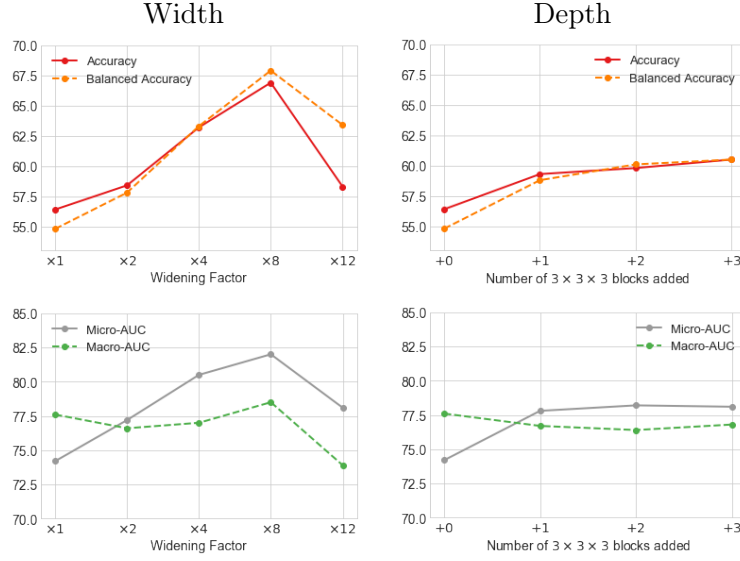 Width
Depth
70.0
67.5
65.0
62.5
60.0
57.5
55.0
Accuracy
Balanced Accuracy
×1 ×2 ×4 ×8 ×12
Widening Factor
70.0
67.5
65.0
62.5
60.0
57.5
55.0
Accuracy
Balanced Accuracy
+0 +1 +2 +3
Number of 3 × 3 × 3 blocks added
85.0
82.5
80.0
77.5
75.0
72.5
70.0
Micro-AUC
Macro-AUC
×1 ×2 ×4 ×8 ×12
Widening Factor
85.0
82.5
80.0
77.5
75.0
72.5
70.0
Micro-AUC
Macro-AUC
+0 +1 +2 +3
Number of 3 × 3 × 3 blocks added